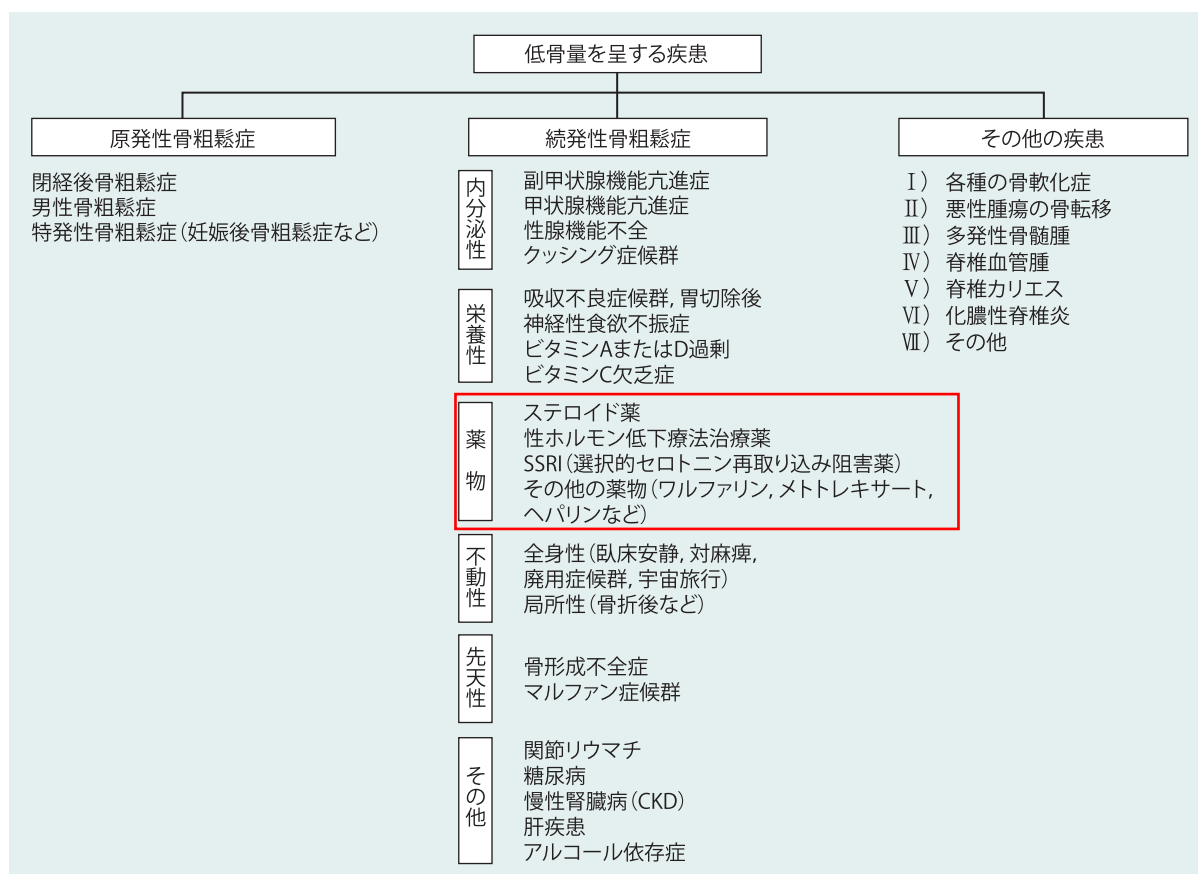 低骨量を呈する疾患
原発性骨粗鬆症
閉経後骨粗鬆症
男性骨粗鬆症
特発性骨粗鬆症（妊娠後骨粗鬆症など）
続発性骨粗鬆症
内分泌性
副甲状腺機能亢進症
甲状腺機能亢進症
性腺機能不全
クッシング症候群
栄養性
吸収不良症候群，胃切除後
神経性食欲不振症
ビタミンAまたはD過剰
ビタミンC欠乏症
薬物
ステロイド薬
性ホルモン低下療法治療薬
SSRI（選択的セロトニン再取り込み阻害薬）
その他の薬物（ワルファリン，メトトレキサート，
ヘパリンなど）
不動性
全身性（臥床安静，対麻痺，
廃用症候群，宇宙旅行）
局所性（骨折後など）
先天性
骨形成不全症
マルファン症候群
その他
関節リウマチ
糖尿病
慢性腎臓病（CKD）
肝疾患
アルコール依存症
その他の疾患
Ⅰ） 各種の骨軟化症
Ⅱ） 悪性腫瘍の骨転移
Ⅲ） 多発性骨髄腫
Ⅳ） 脊椎血管腫
Ⅴ） 脊椎カリエス
Ⅵ） 化膿性脊椎炎
Ⅶ） その他